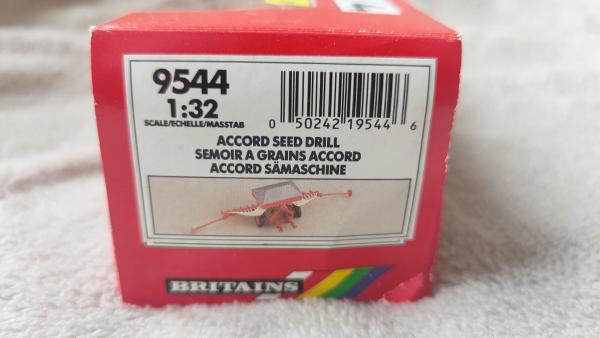 9544
1:32
SCALE/ECHELLE/MASSTAB
0 50242 19544 6
ACCORD SEED DRILL
SEMOIR A GRAINS ACCORD
ACCORD SÄMASCHINE
BRITAINS